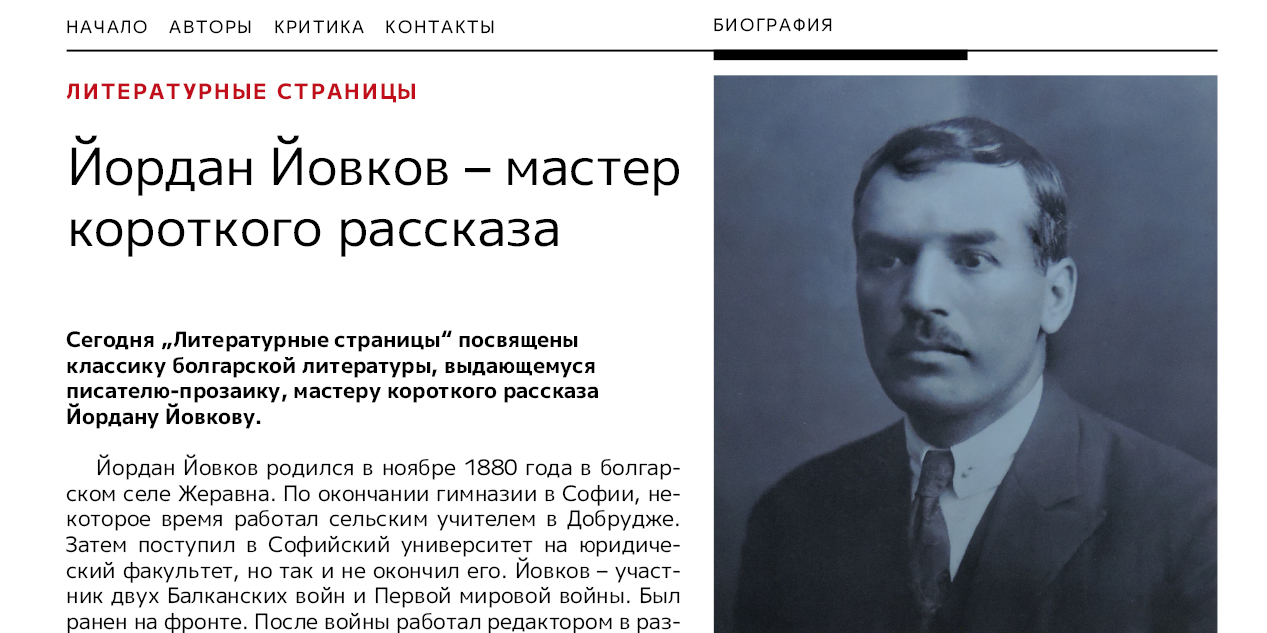 НАЧАЛО АВТОРЫ КРИТИКА КОНТАКТЫ
БИОГРАФИЯ
ЛИТЕРАТУРНЫЕ СТРАНИЦЫ
Йордан Йовков – мастер
короткого рассказа
Сегодня „Литературные страницы“ посвящены
классику болгарской литературы, выдающемуся
писателю-прозаику, мастеру короткого рассказа
Йордану Йовкову.
Йордан Йовков родился в ноябре 1880 года в болгар-
ском селе Жеравна. По окончании гимназии в Софии, не-
которое время работал сельским учителем в Добрудже.
Затем поступил в Софийский университет на юридиче-
ский факультет, но так и не окончил его. Йовков – участ-
ник двух Балканских войн и Первой мировой войны. Был
ранен на фронте. После войны работал редактором в раз-